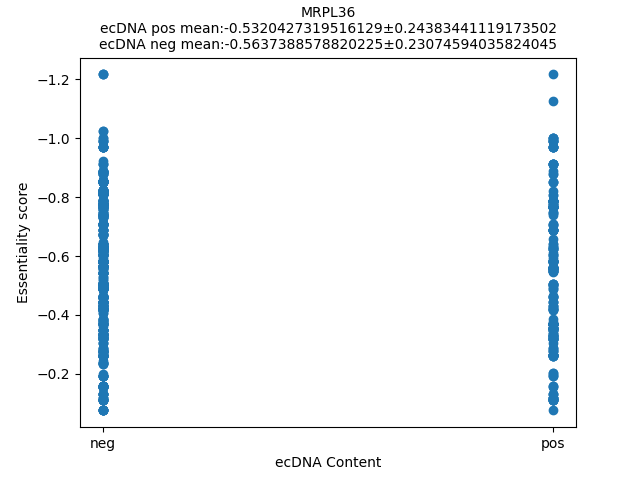 MRPL36
ecDNA pos mean:-0.5320427319516129±0.24383441119173502
ecDNA neg mean:-0.5637388578820225±0.23074594035824045
−1.2
−1.0
−0.8
−0.6
−0.4
−0.2
Essentiality score
neg
pos
ecDNA Content